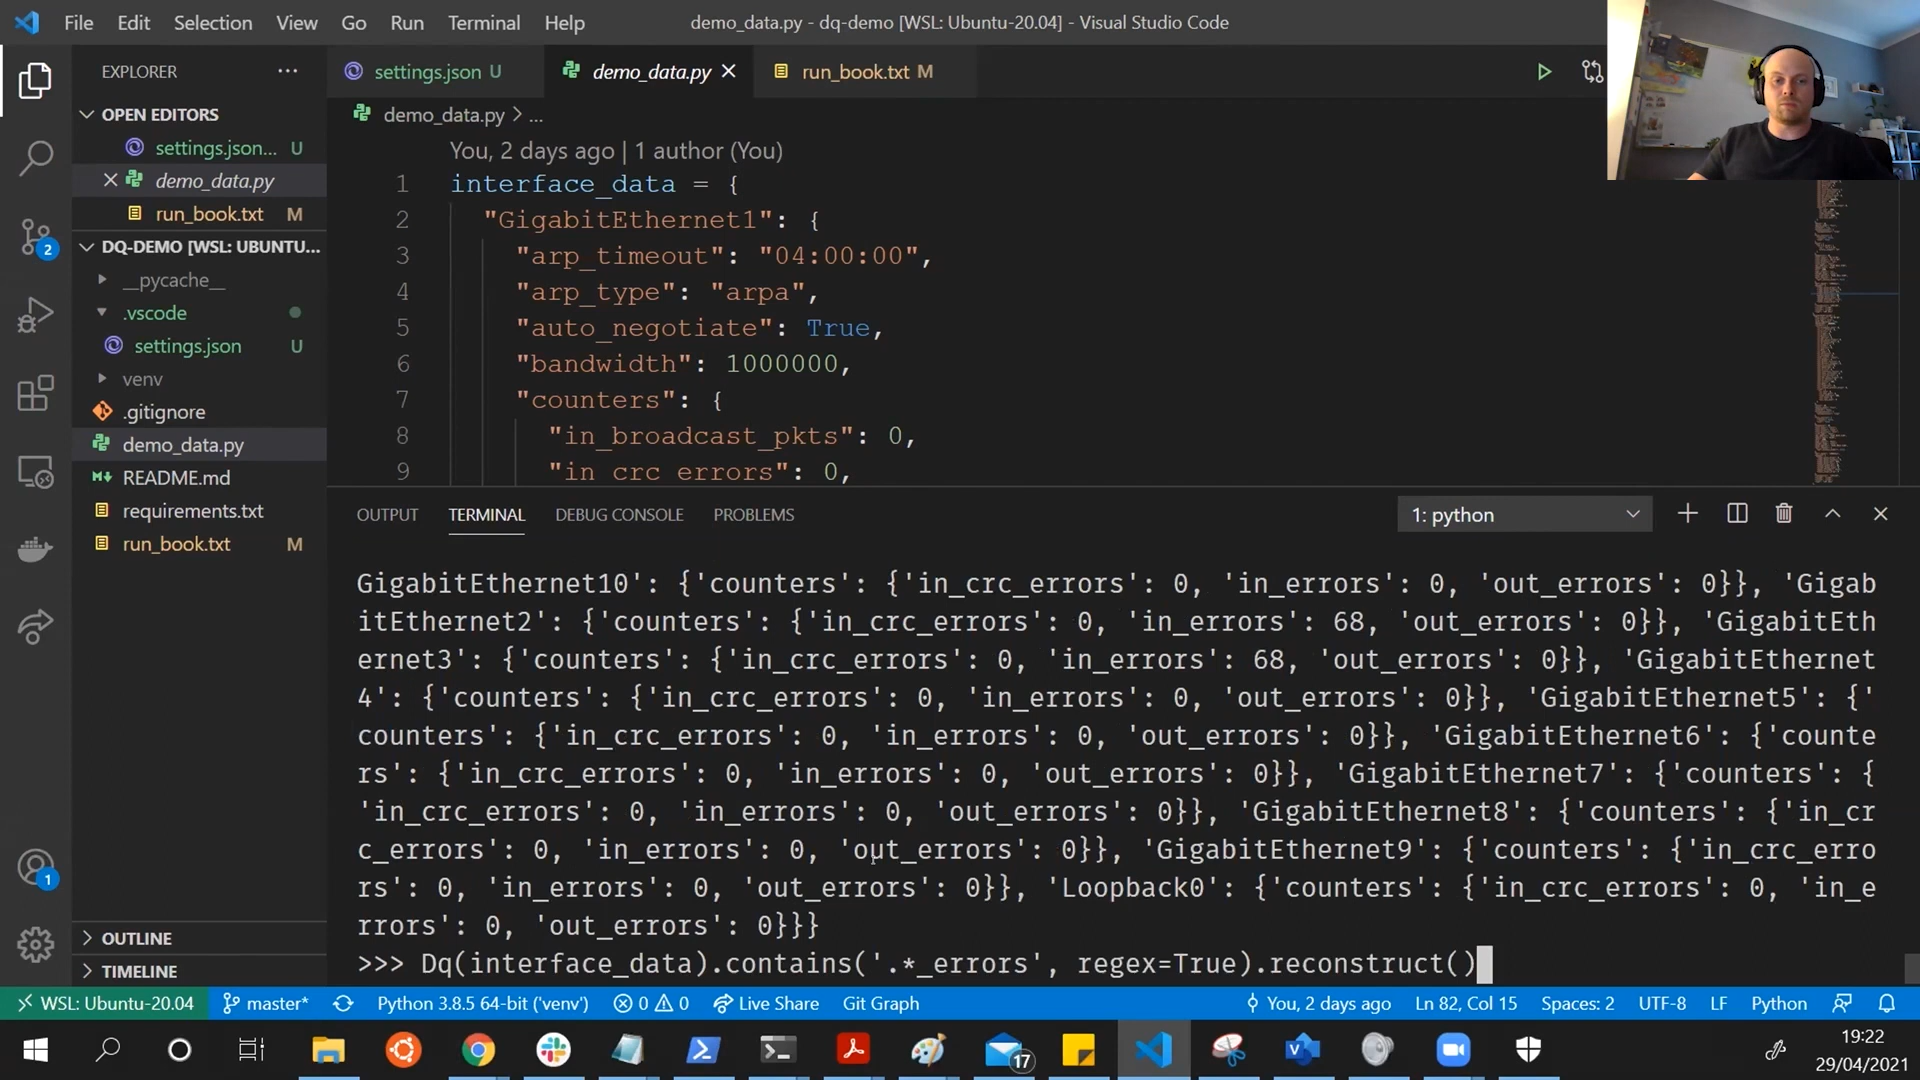 File Edit Selection View Go Run Terminal Help
demo_data.py - dq-demo [WSL: Ubuntu-20.04] - Visual Studio Code
EXPLORER
OPEN EDITORS
settings.json... U
demo_data.py
run_book.txt M
DQ-DEMO [WSL: UBUNTU...
__pycache__
.vscode
settings.json U
venv
.gitignore
demo_data.py
README.md
requirements.txt
run_book.txt M
OUTLINE
TIMELINE
2
1
settings.json U
demo_data.py
run_book.txt M
demo_data.py > ...
You, 2 days ago | 1 author (You)
1 interface_data = {
2 "GigabitEthernet1": {
3 "arp_timeout": "04:00:00",
4 "arp_type": "arpa",
5 "auto_negotiate": True,
6 "bandwidth": 1000000,
7 "counters": {
8 "in_broadcast_pkts": 0,
9 "in_crc_errors": 0,
OUTPUT TERMINAL DEBUG CONSOLE PROBLEMS
1: python
GigabitEthernet10': {'counters': {'in_crc_errors': 0, 'in_errors': 0, 'out_errors': 0}}, 'Gigab
itEthernet2': {'counters': {'in_crc_errors': 0, 'in_errors': 68, 'out_errors': 0}}, 'GigabitEth
ernet3': {'counters': {'in_crc_errors': 0, 'in_errors': 68, 'out_errors': 0}}, 'GigabitEthernet
4': {'counters': {'in_crc_errors': 0, 'in_errors': 0, 'out_errors': 0}}, 'GigabitEthernet5': {'
counters': {'in_crc_errors': 0, 'in_errors': 0, 'out_errors': 0}}, 'GigabitEthernet6': {'counte
rs': {'in_crc_errors': 0, 'in_errors': 0, 'out_errors': 0}}, 'GigabitEthernet7': {'counters': {
'in_crc_errors': 0, 'in_errors': 0, 'out_errors': 0}}, 'GigabitEthernet8': {'counters': {'in_cr
c_errors': 0, 'in_errors': 0, 'out_errors': 0}}, 'GigabitEthernet9': {'counters': {'in_crc_erro
rs': 0, 'in_errors': 0, 'out_errors': 0}}, 'Loopback0': {'counters': {'in_crc_errors': 0, 'in_e
rrors': 0, 'out_errors': 0}}}
>>> Dq(interface_data).contains('.*_errors', regex=True).reconstruct()
WSL: Ubuntu-20.04 master* Python 3.8.5 64-bit ('venv') 0 0 Live Share Git Graph You, 2 days ago Ln 82, Col 15 Spaces: 2 UTF-8 LF Python
17
19:22
29/04/2021